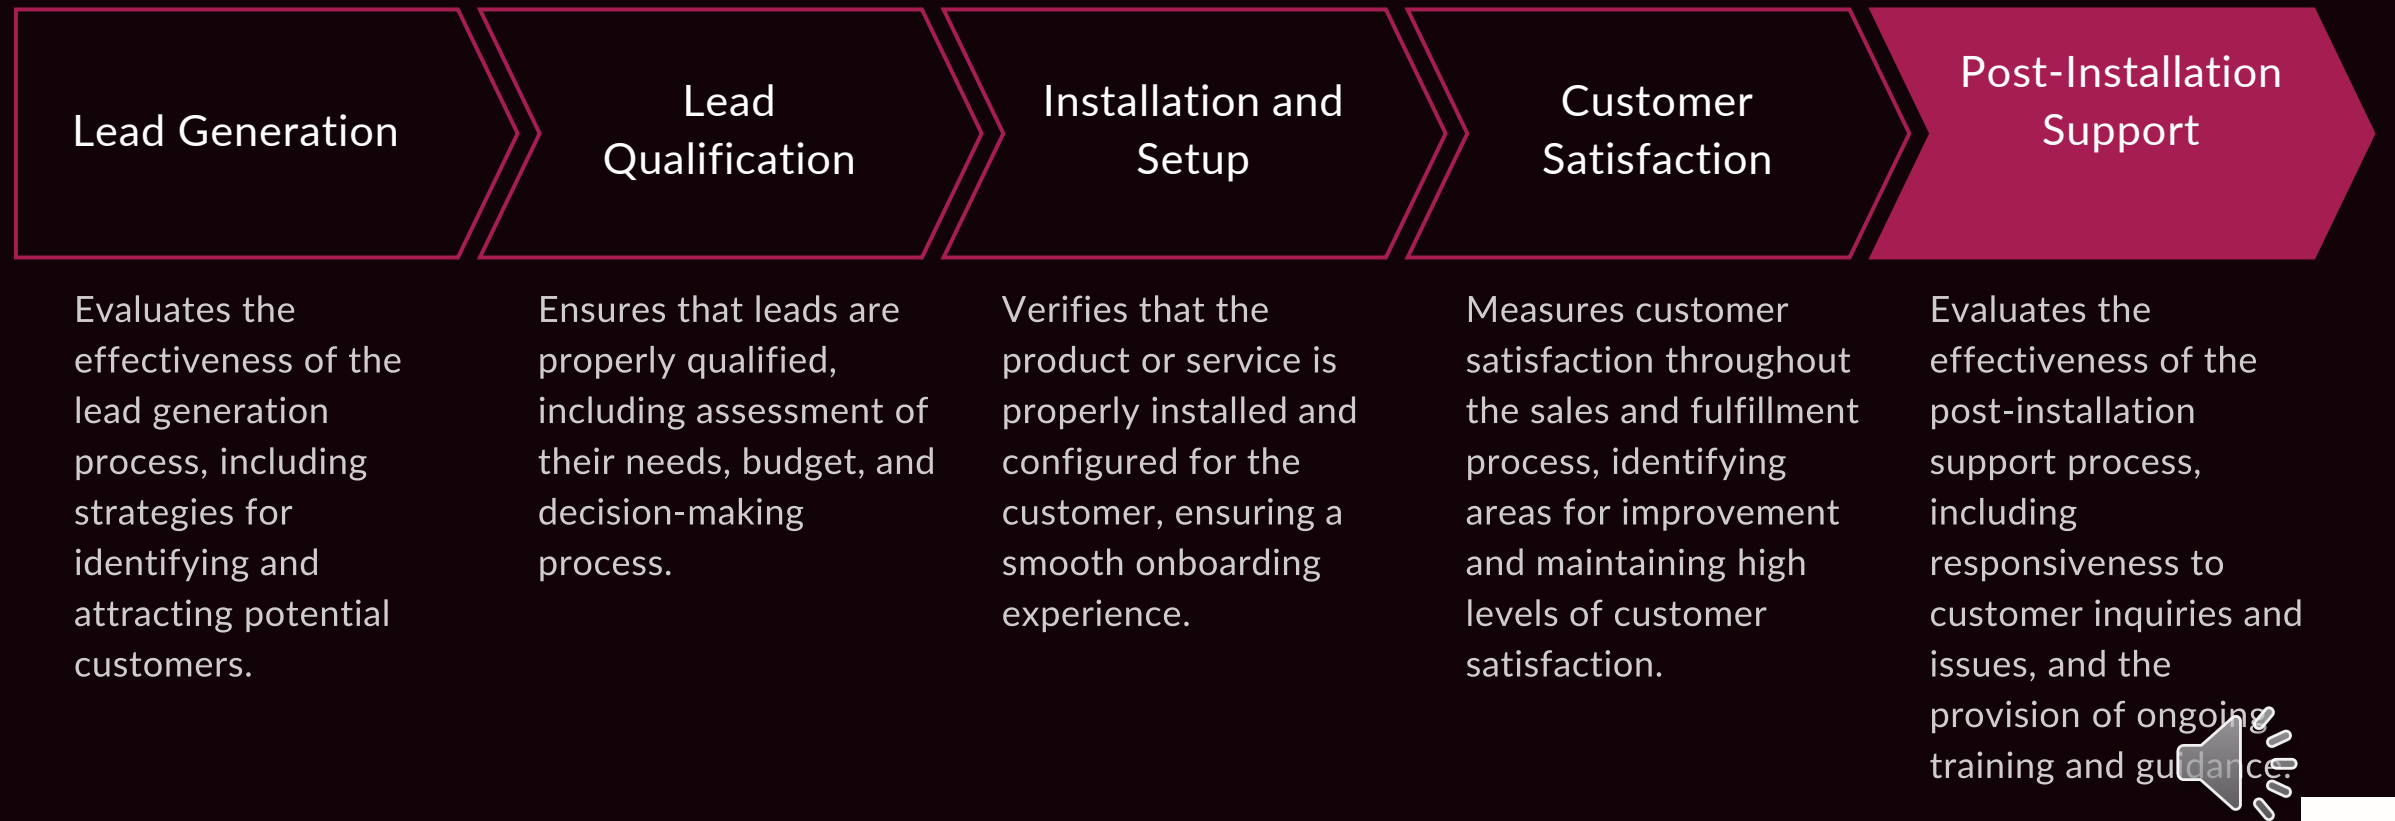 Lead Generation
Lead
Qualification
Installation and
Setup
Customer
Satisfaction
Post-Installation
Support
Evaluates the
effectiveness of the
lead generation
process, including
strategies for
identifying and
attracting potential
customers.
Ensures that leads are
properly qualified,
including assessment of
their needs, budget, and
decision-making
process.
Verifies that the
product or service is
properly installed and
configured for the
customer, ensuring a
smooth onboarding
experience.
Measures customer
satisfaction throughout
the sales and fulfillment
process, identifying
areas for improvement
and maintaining high
levels of customer
satisfaction.
Evaluates the
effectiveness of the
post-installation
support process,
including
responsiveness to
customer inquiries and
issues, and the
provision of ongoing
training and guidance.